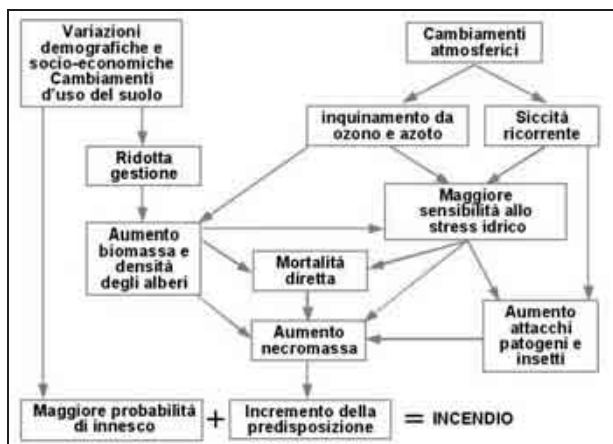 Variazioni
demografiche e
socio-economiche
Cambiamenti
d'uso del suolo
Cambiamenti
atmosferici
inquinamento da
ozono e azoto
Siccità
ricorrente
Ridotta
gestione
Maggiore
sensibilità allo
stress idrico
Aumento
biomassa e
densità
degli alberi
Mortalità
diretta
Aumento
attacchi
patogeni e
insetti
Aumento
necromassa
Maggiore probabilità
di innesco
+
Incremento della
predisposizione
= INCENDIO